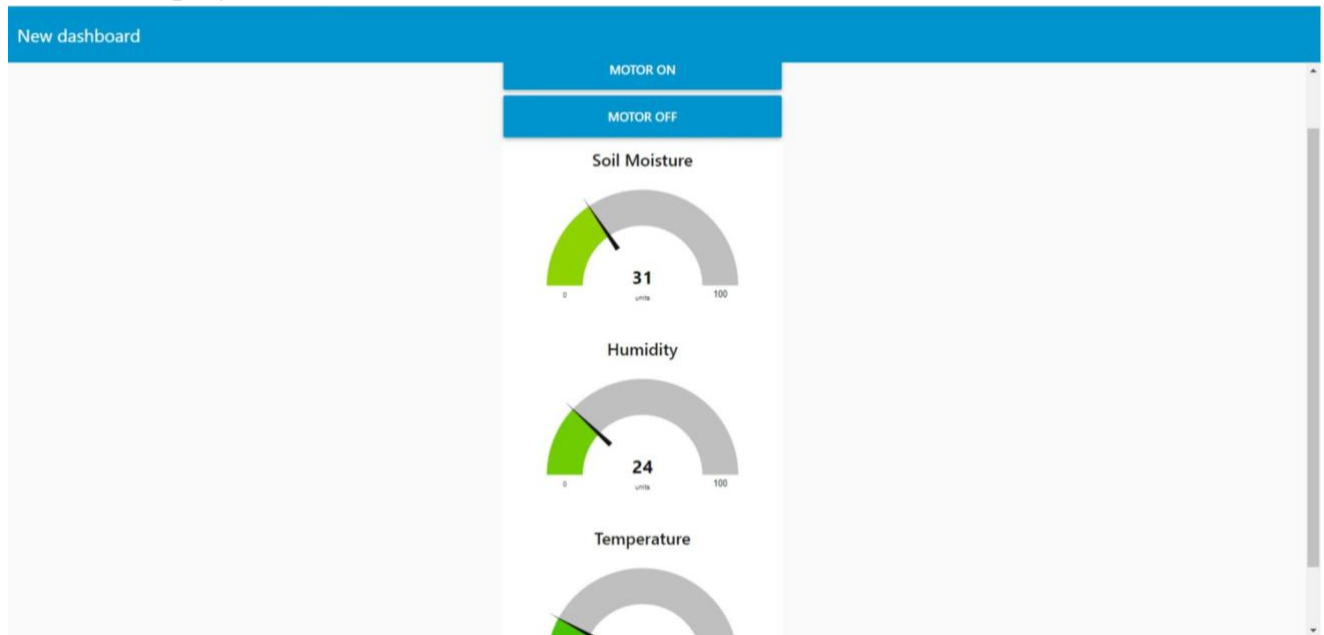 New dashboard
MOTOR ON
MOTOR OFF
Soil Moisture
31
0 units 100
Humidity
24
0 units 100
Temperature